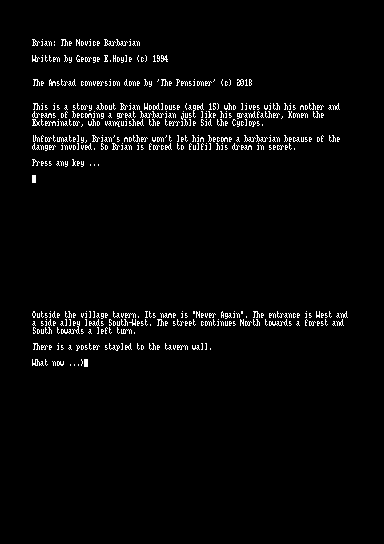 Brian: The Novice Barbarian
Written by George E.Hoyle (c) 1994
The Amstrad conversion done by 'The Pensioner' (c) 2018
This is a story about Brian Woodlouse (aged 15) who lives with his mother and
dreams of becoming a great barbarian just like his grandfather, Konen the
Exterminator, who vanquished the terrible Sid the Cyclops.
Unfortunately, Brian's mother won't let him become a barbarian because of the
danger involved. So Brian is forced to fulfil his dream in secret.
Press any key ...
Outside the village tavern. Its name is "Never Again". The entrance is West and
a side alley leads South-West. The street continues North towards a forest and
South towards a left turn.
There is a poster stapled to the tavern wall.
What now ...)